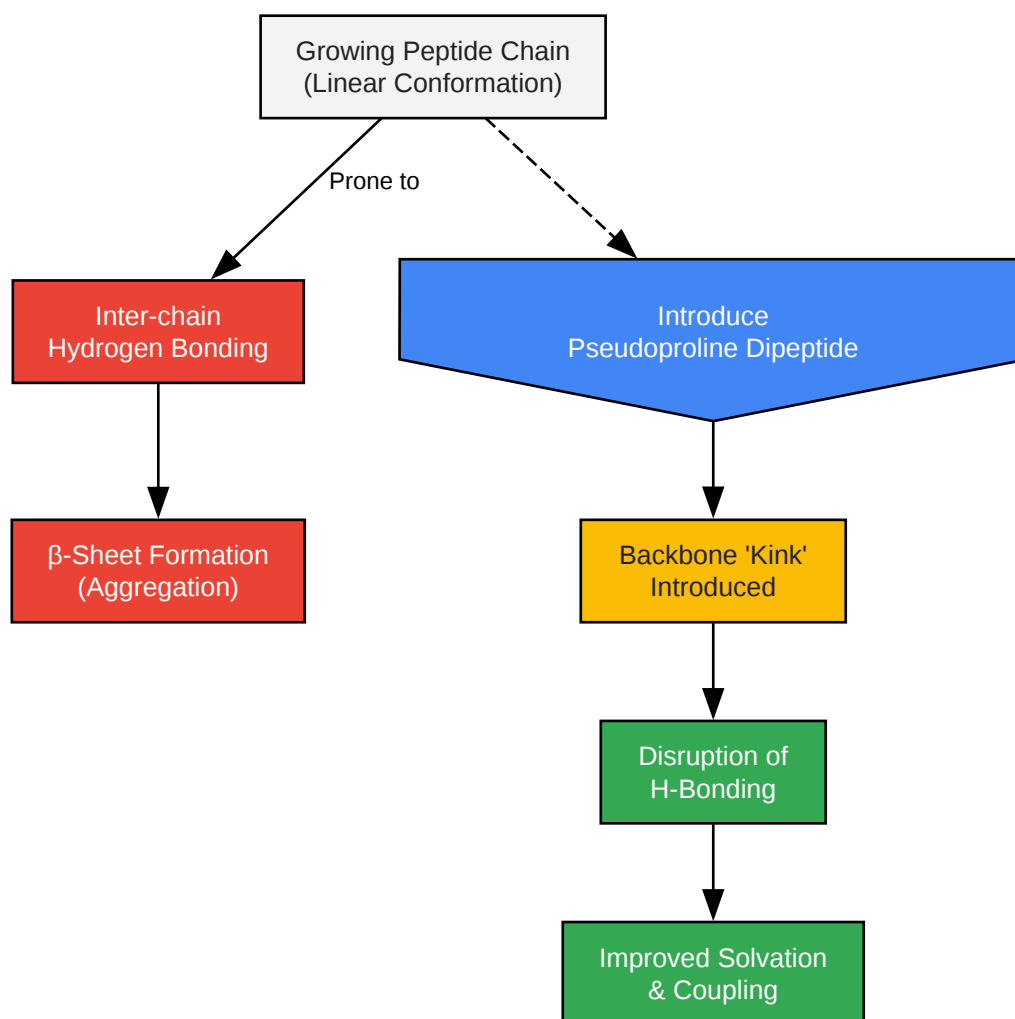 Growing Peptide Chain
(Linear Conformation)
Prone to
Inter-chain
Hydrogen Bonding
Introduce
Pseudoproline Dipeptide
β-Sheet Formation
(Aggregation)
Backbone 'Kink'
Introduced
Disruption of
H-Bonding
Improved Solvation
& Coupling